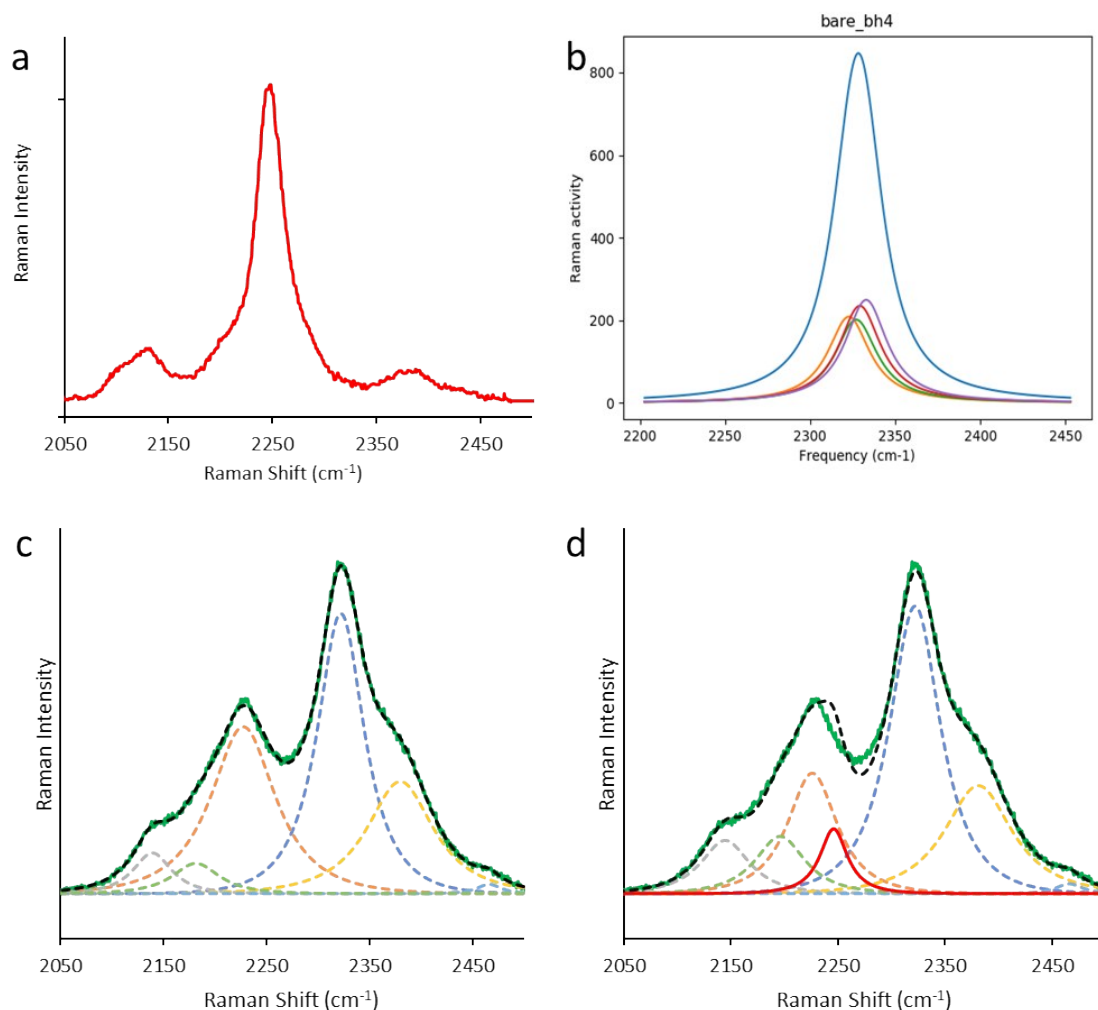 a
Raman Intensity
2050 2150 2250 2350 2450
Raman Shift (cm⁻¹)
b
bare_bh4
Raman activity
800
600
400
200
0
2200 2250 2300 2350 2400 2450
Frequency (cm-1)
c
Raman Intensity
2050 2150 2250 2350 2450
Raman Shift (cm⁻¹)
d
Raman Intensity
2050 2150 2250 2350 2450
Raman Shift (cm⁻¹)